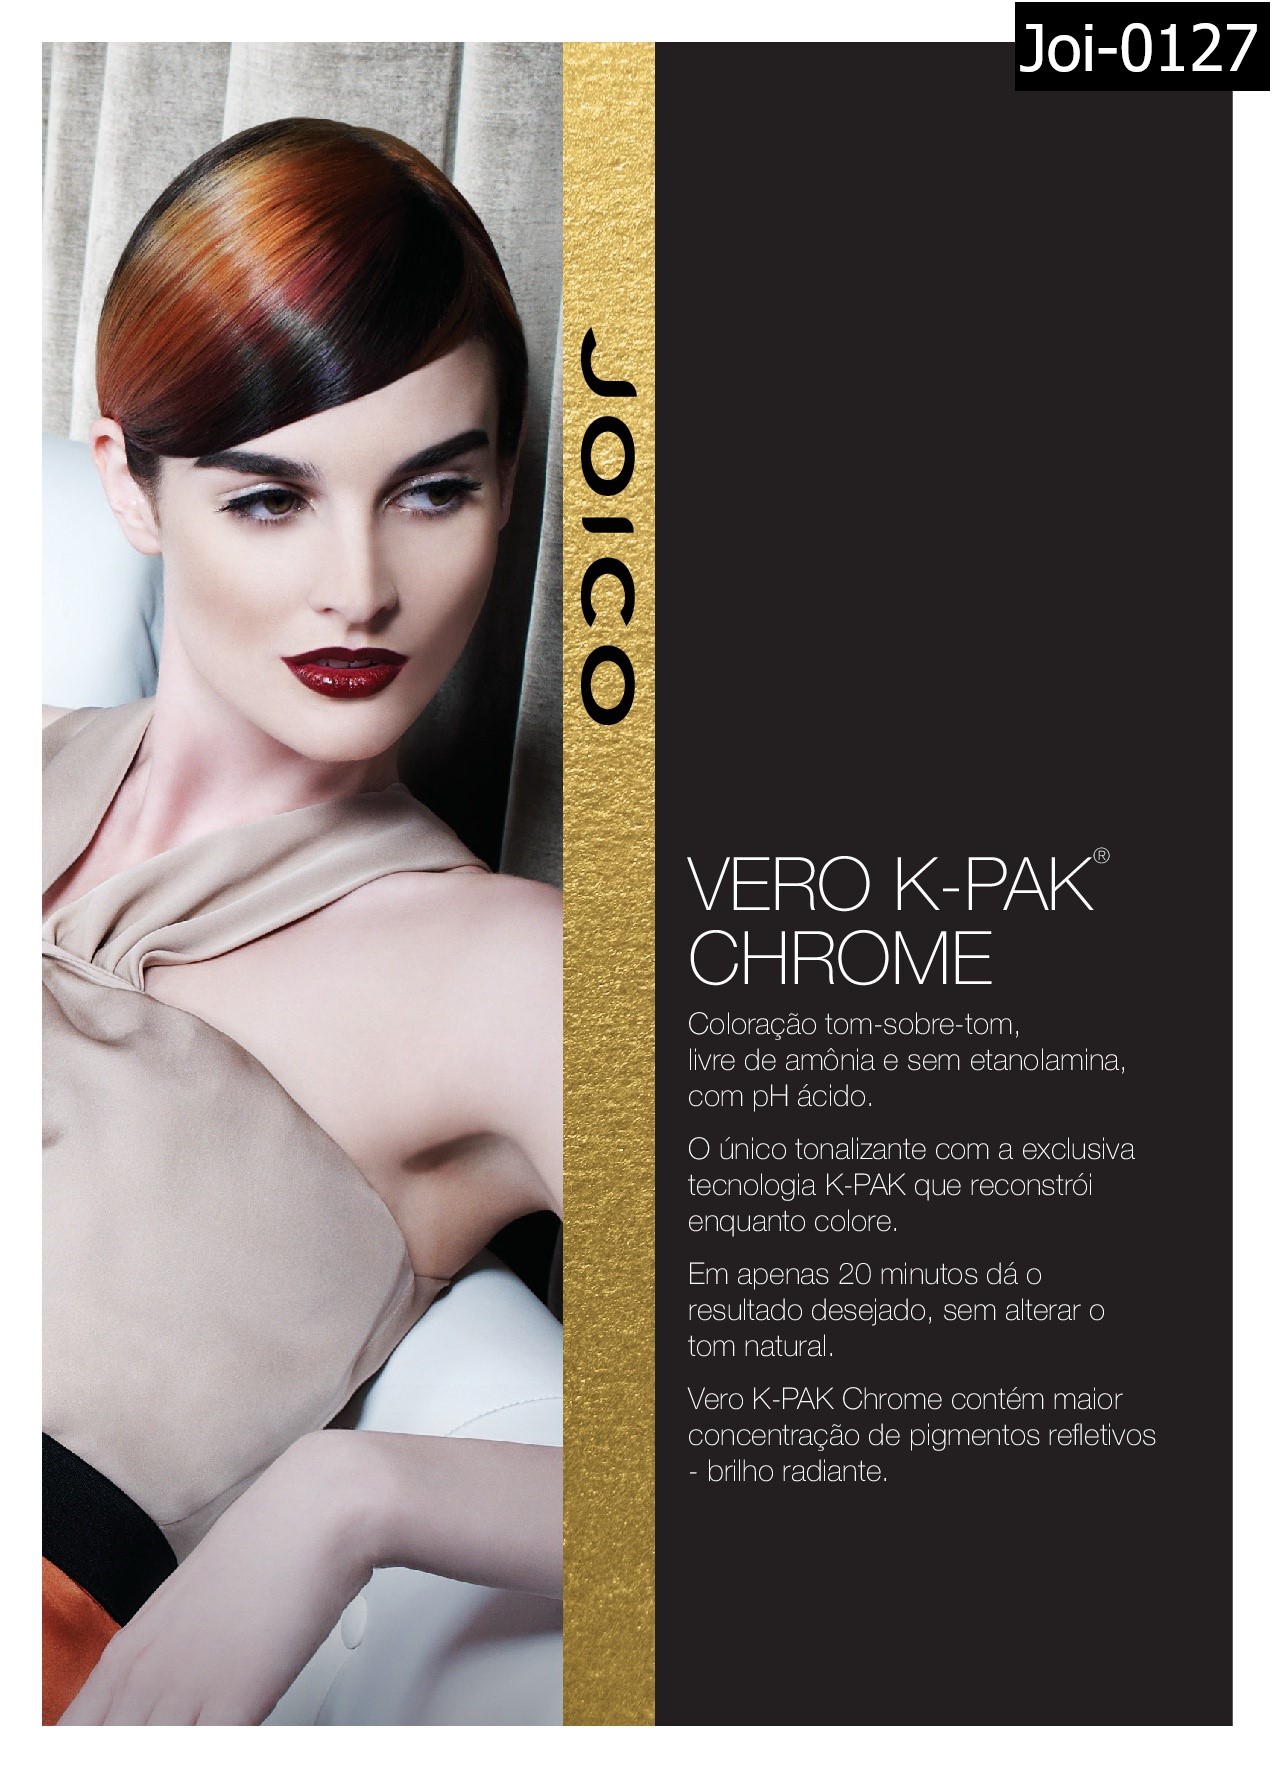 Joi-0127
JOICO
VERO K-PAK®
CHROME
Coloração tom-sobre-tom,
livre de amônia e sem etanolamina,
com pH ácido.
O único tonalizante com a exclusiva
tecnologia K-PAK que reconstrói
enquanto colore.
Em apenas 20 minutos dá o
resultado desejado, sem alterar o
tom natural.
Vero K-PAK Chrome contém maior
concentração de pigmentos refletivos
- brilho radiante.